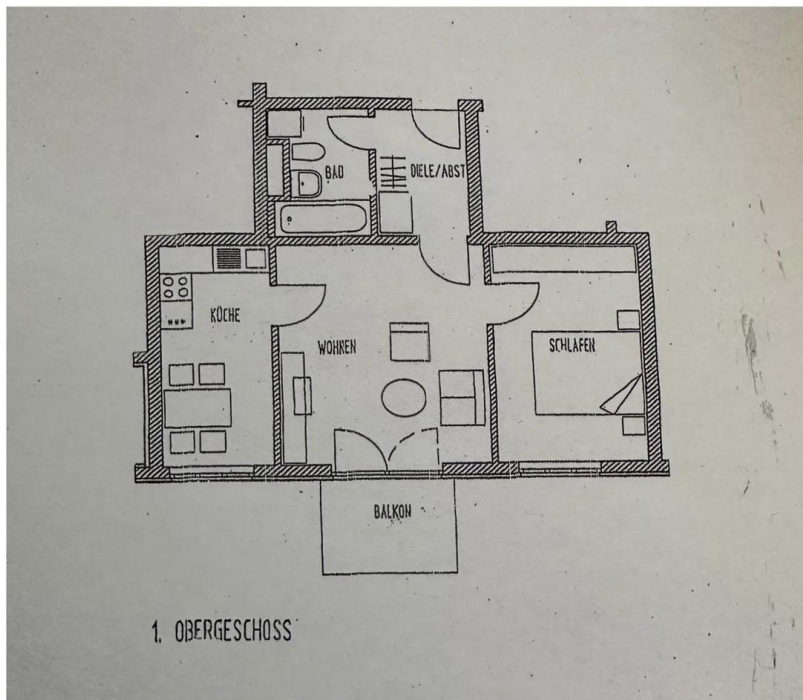 BAD
DIELE/ABST
KÜCHE
WOHNEN
SCHLAFEN
BALKON
1. OBERGESCHOSS